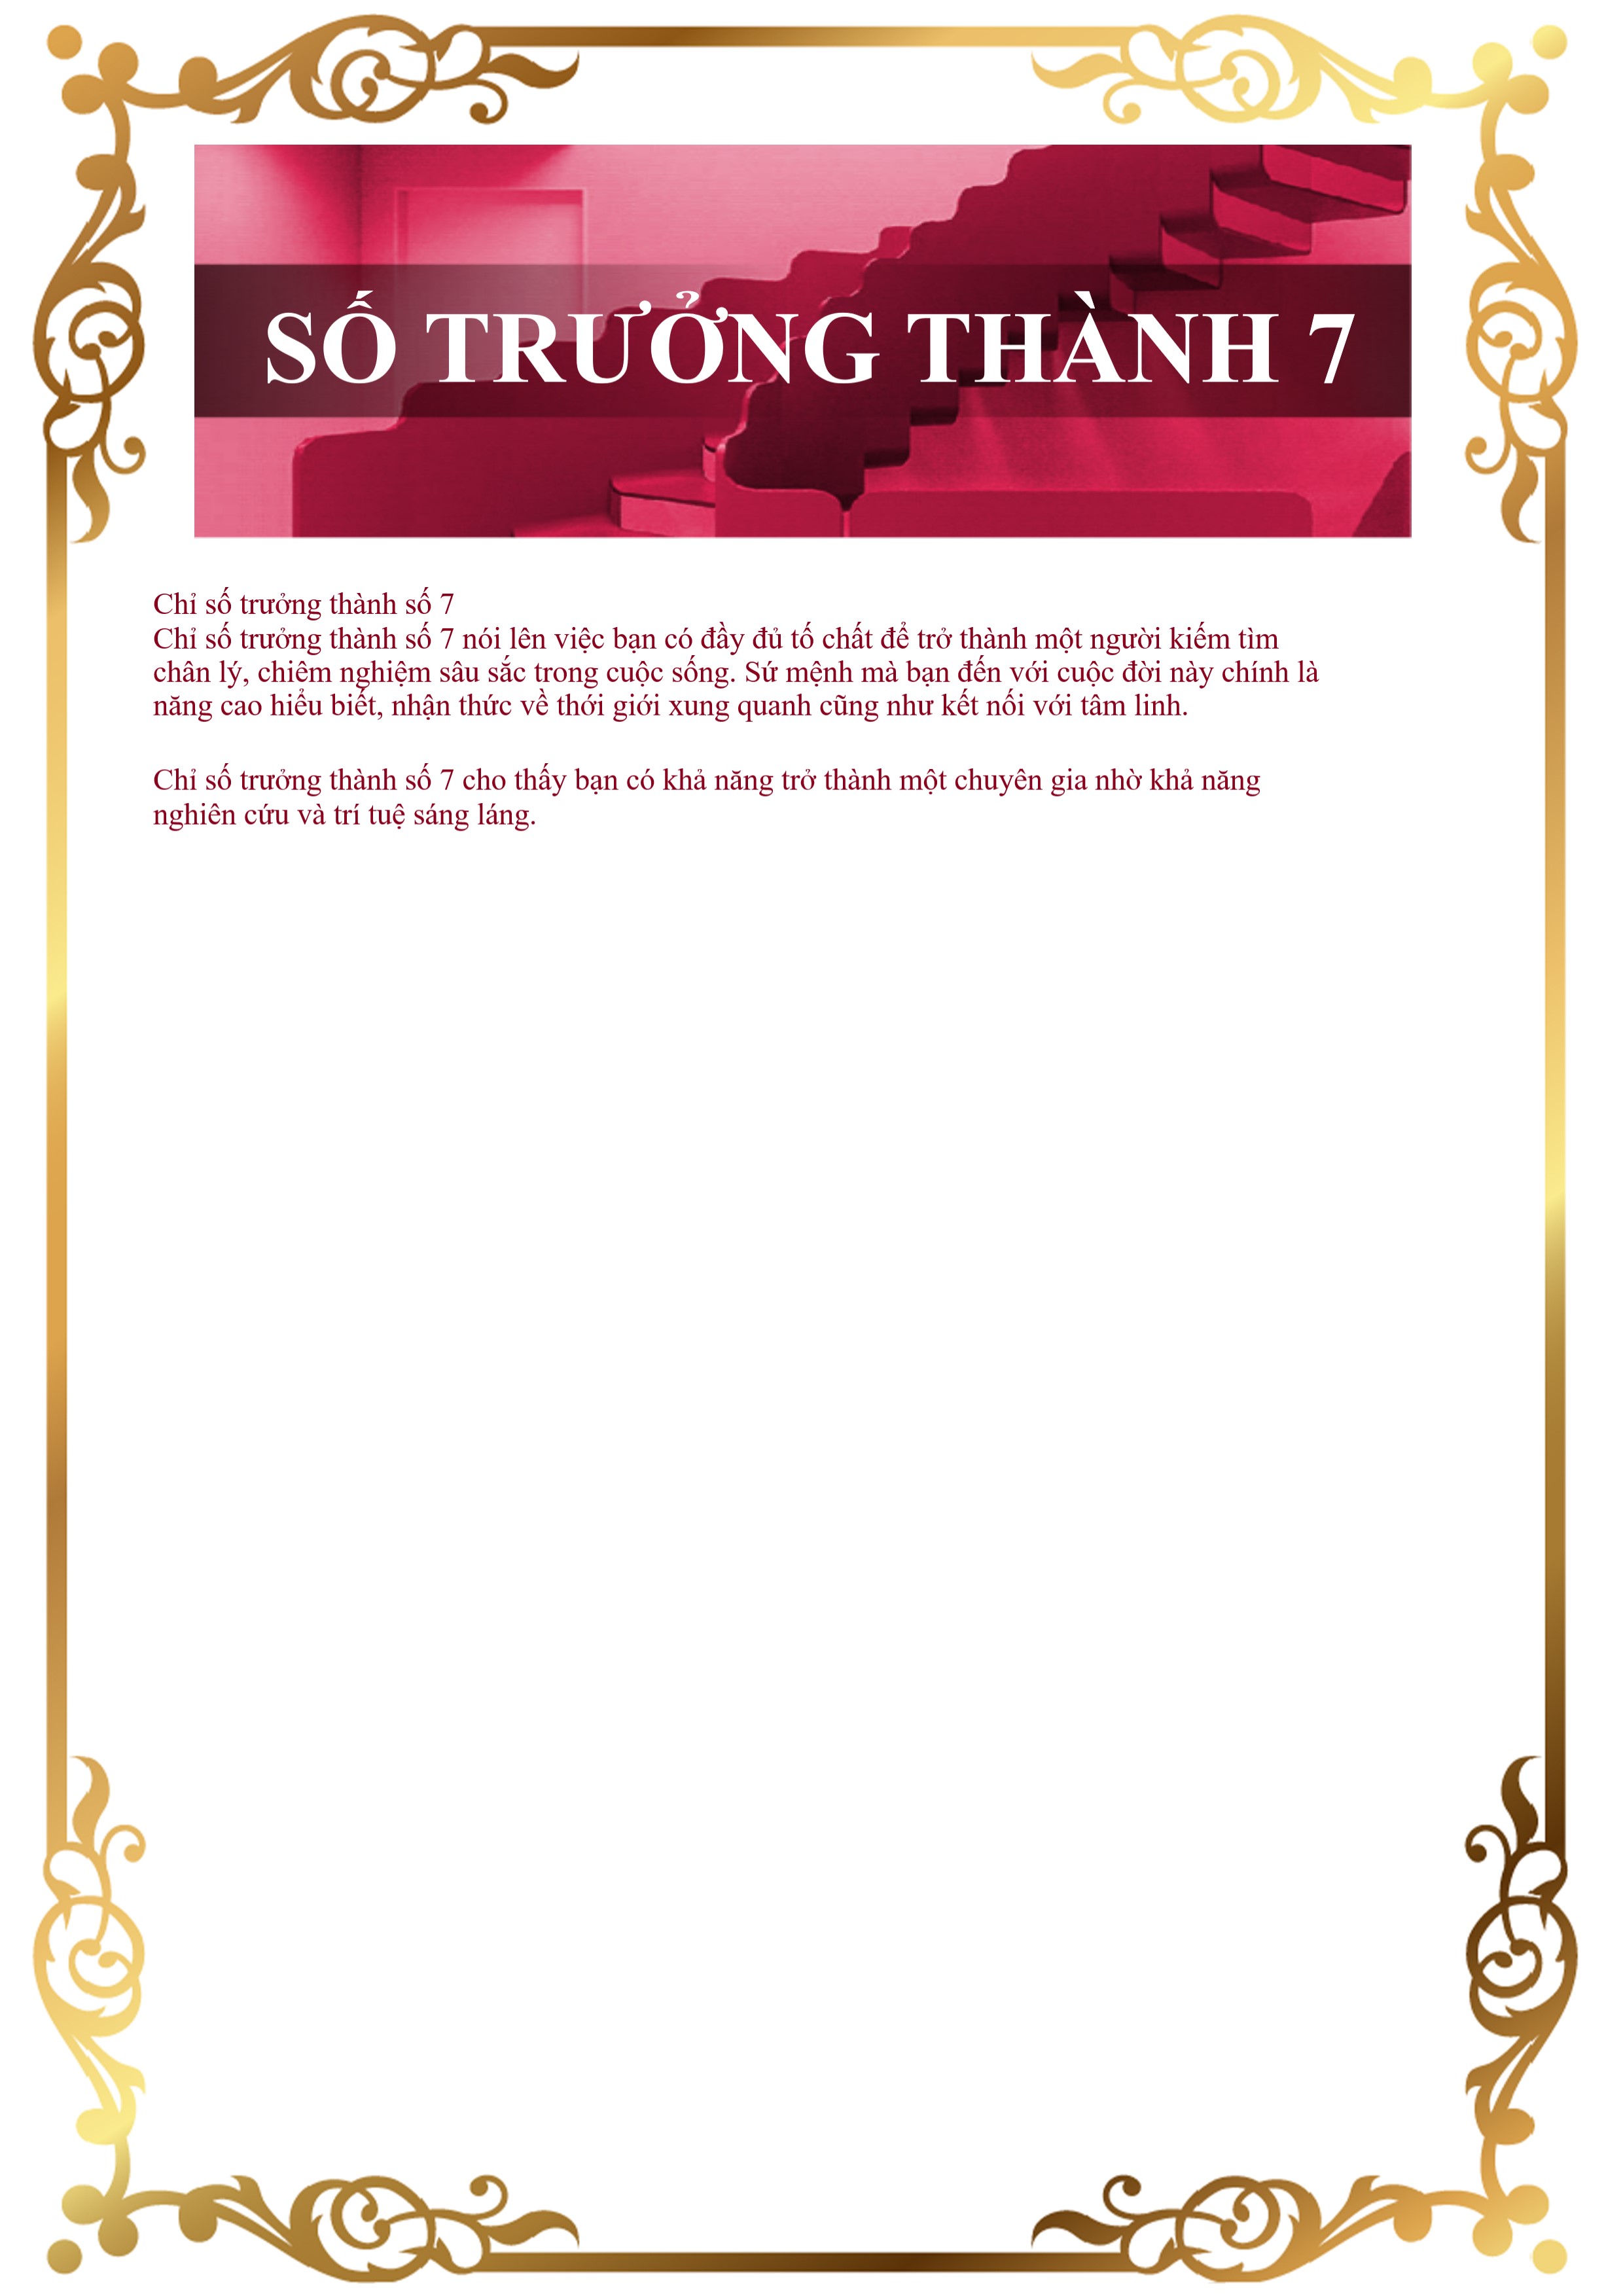 SỐ TRƯỞNG THÀNH 7
Chỉ số trưởng thành số 7
Chỉ số trưởng thành số 7 nói lên việc bạn có đầy đủ tố chất để trở thành một người kiếm tìm
chân lý, chiêm nghiệm sâu sắc trong cuộc sống. Sứ mệnh mà bạn đến với cuộc đời này chính là
năng cao hiểu biết, nhận thức về thới giới xung quanh cũng như kết nối với tâm linh.
Chỉ số trưởng thành số 7 cho thấy bạn có khả năng trở thành một chuyên gia nhờ khả năng
nghiên cứu và trí tuệ sáng láng.